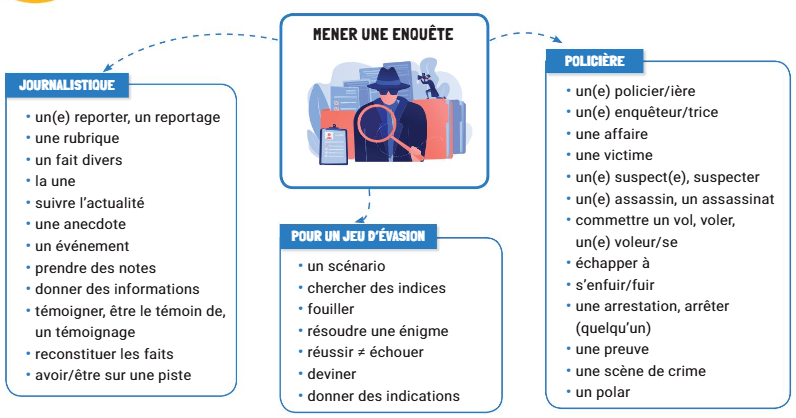 MENER UNE ENQUÊTE
JOURNALISTIQUE
• un(e) reporter, un reportage
• une rubrique
• un fait divers
• la une
• suivre l'actualité
• une anecdote
• un événement
• prendre des notes
• donner des informations
• témoigner, être le témoin de,
un témoignage
• reconstituer les faits
• avoir/être sur une piste
POUR UN JEU D'ÉVASION
• un scénario
• chercher des indices
• fouiller
• résoudre une énigme
• réussir ≠ échouer
• deviner
• donner des indications
POLICIÈRE
• un(e) policier/ière
• un(e) enquêteur/trice
• une affaire
• une victime
• un(e) suspect(e), suspecter
• un(e) assassin, un assassinat
• commettre un vol, voler,
un(e) voleur/se
• échapper à
• s'enfuir/fuir
• une arrestation, arrêter
(quelqu'un)
• une preuve
• une scène de crime
• un polar